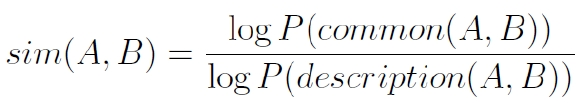 sim(A, B) = log P(common(A, B)) / log P(description(A, B))